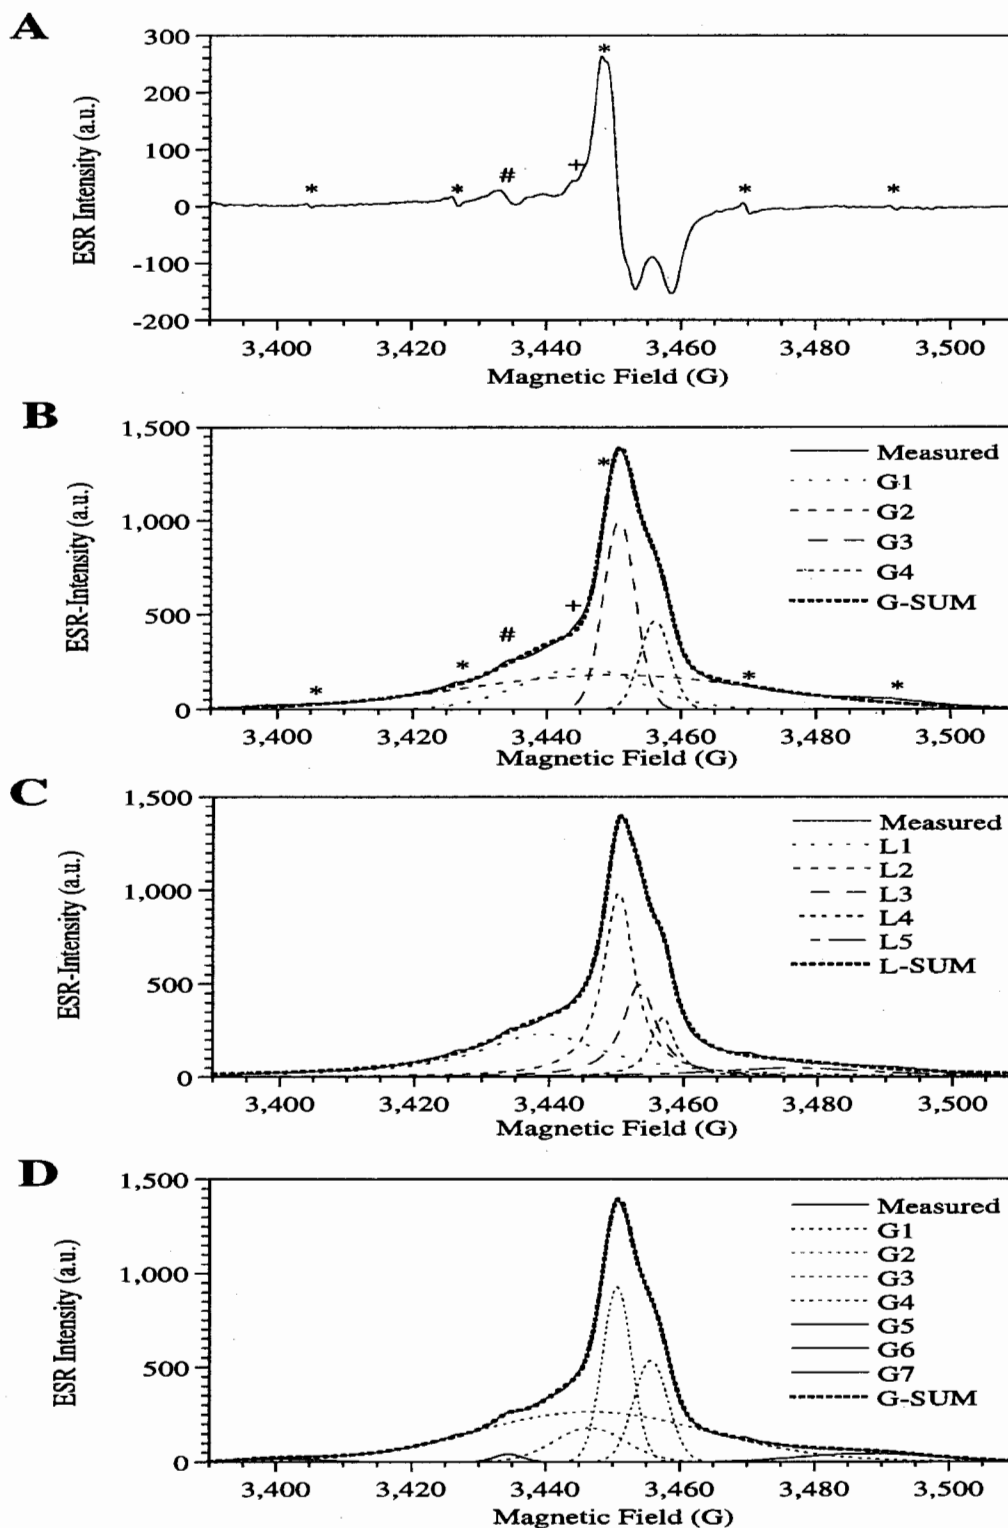 A
300
200
100
0
-100
-200
ESR Intensity (a.u.)
*
*
#
+
*
*
*
3,400
3,420
3,440
3,460
3,480
3,500
Magnetic Field (G)
B
1,500
1,000
500
0
ESR-Intensity (a.u.)
*
*
#
+
*
*
*
Measured
G1
G2
G3
G4
G-SUM
3,400
3,420
3,440
3,460
3,480
3,500
Magnetic Field (G)
C
1,500
1,000
500
0
ESR-Intensity (a.u.)
Measured
L1
L2
L3
L4
L5
L-SUM
3,400
3,420
3,440
3,460
3,480
3,500
Magnetic Field (G)
D
1,500
1,000
500
0
ESR Intensity (a.u.)
Measured
G1
G2
G3
G4
G5
G6
G7
G-SUM
3,400
3,420
3,440
3,460
3,480
3,500
Magnetic Field (G)